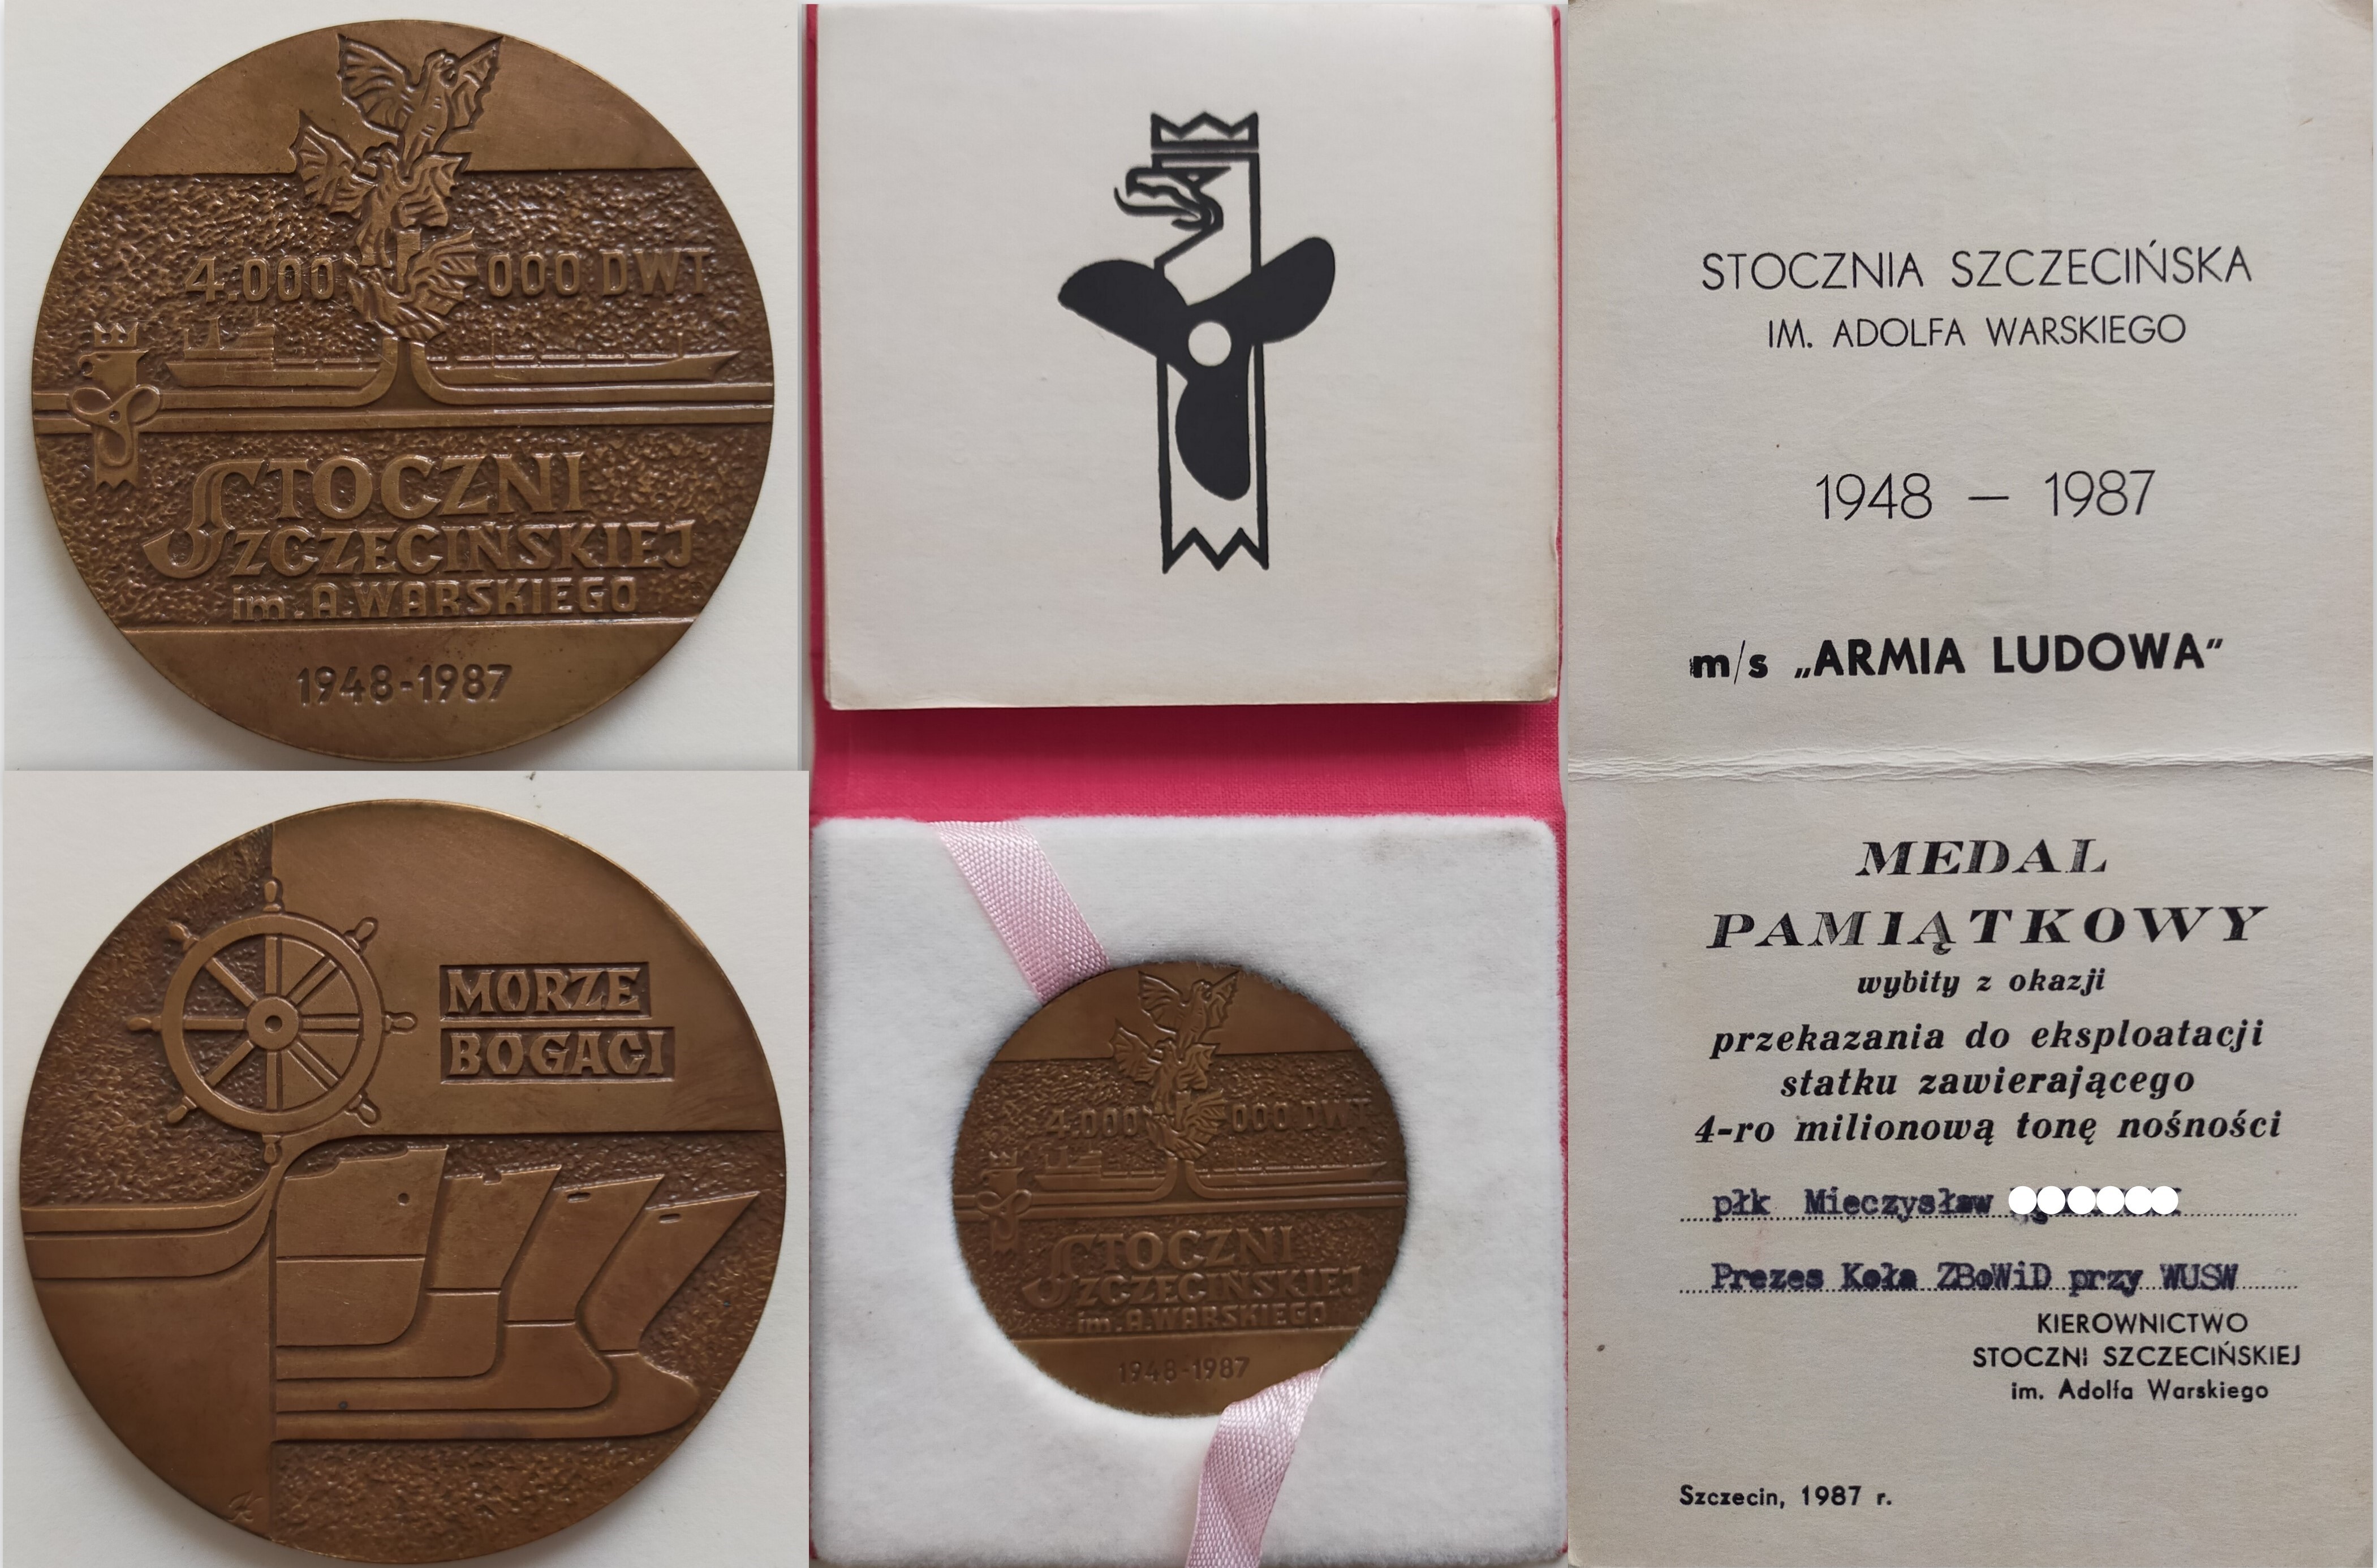 4.000 000 DWT
STOCZNI
SZCZECIŃSKIEJ
im. A. WARSKIEGO
1948-1987
MORZE
BOGACI
4.000 000 DWT
STOCZNI
SZCZECIŃSKIEJ
im. A. WARSKIEGO
1948-1987
STOCZNIA SZCZECIŃSKA
IM. ADOLFA WARSKIEGO
1948 — 1987
m/s „ARMIA LUDOWA"
MEDAL
PAMIĄTKOWY
wybity z okazji
przekazania do eksploatacji
statku zawierającego
4-ro milionową tonę nośności
płk Mieczysław
Prezes Koła ZBoWiD przy WUSW
KIEROWNICTWO
STOCZNI SZCZECIŃSKIEJ
im. Adolfa Warskiego
Szczecin, 1987 r.